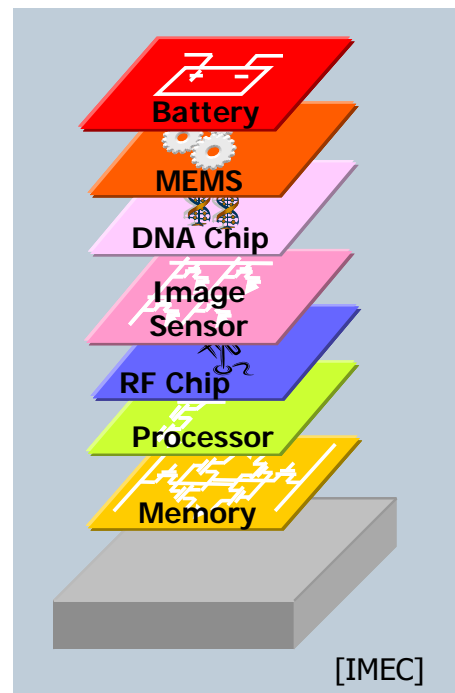 Battery
MEMS
DNA Chip
Image
Sensor
RF Chip
Processor
Memory
[IMEC]